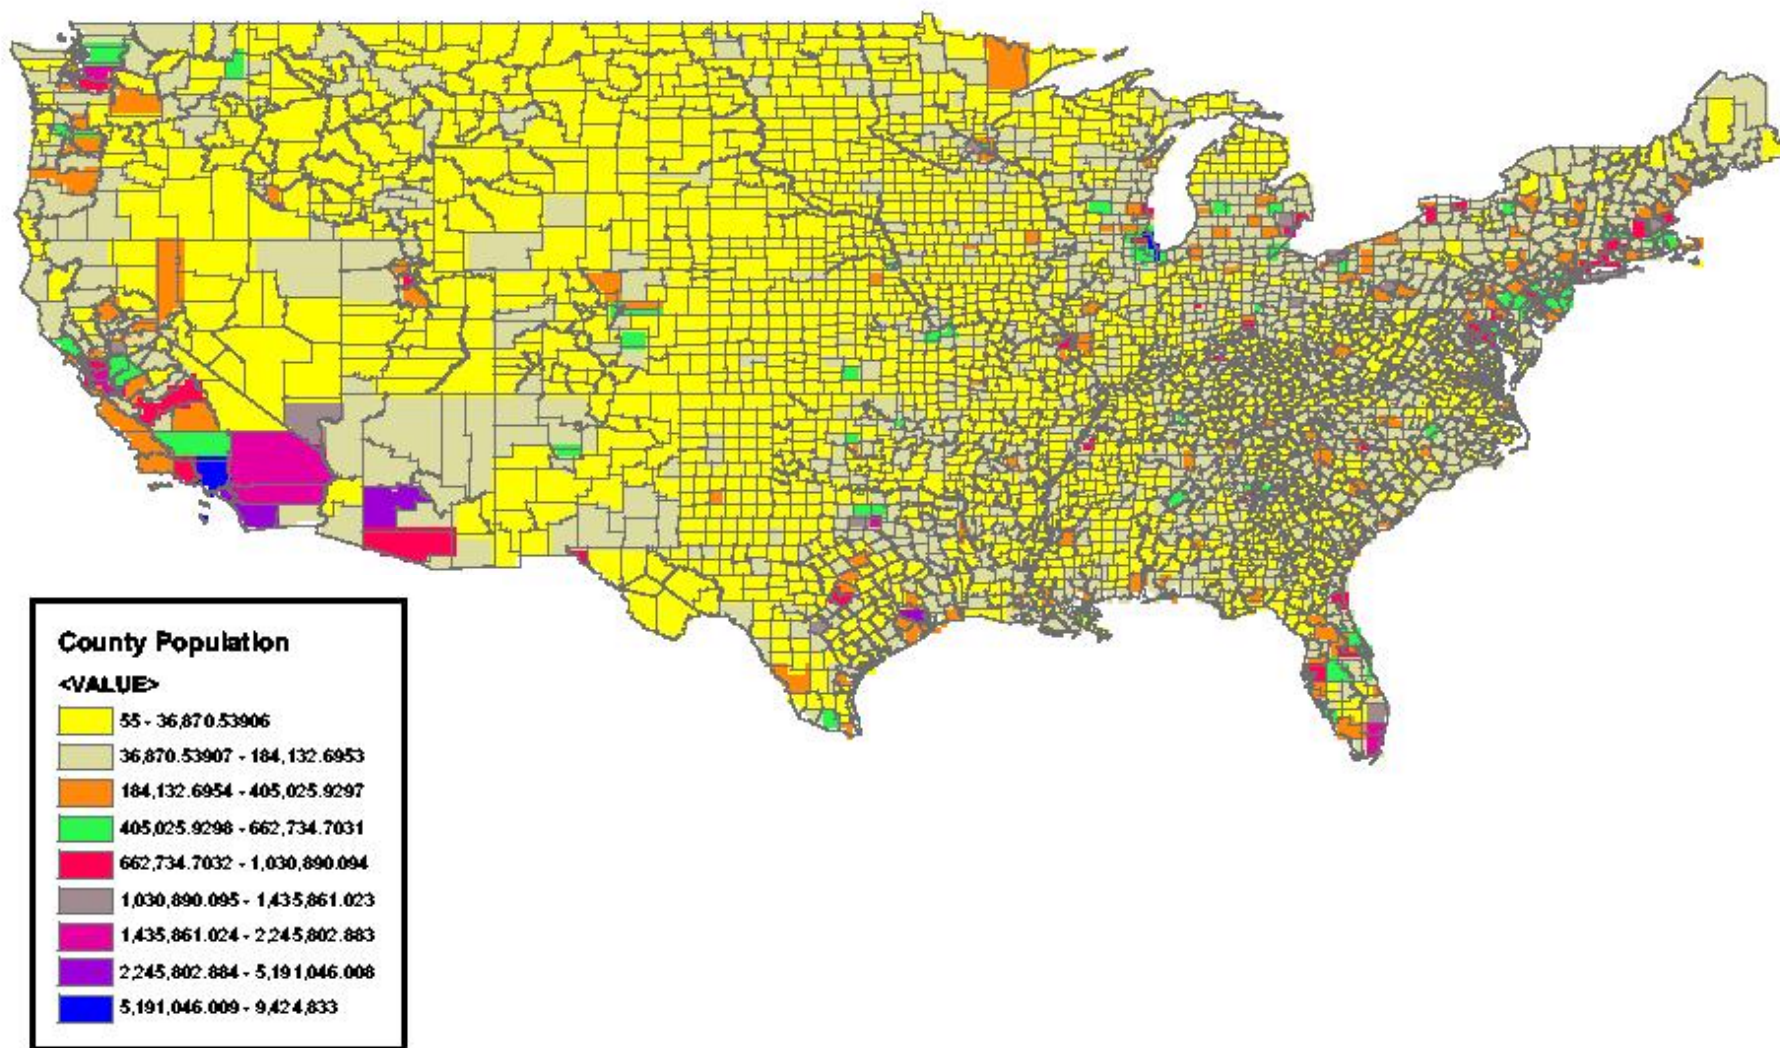 County Population
<VALUE>
55 - 36,870.53906
36,870.53907 - 184,132.6953
184,132.6954 - 405,025.9297
405,025.9298 - 662,734.7031
662,734.7032 - 1,030,890.094
1,030,890.095 - 1,435,861.023
1,435,861.024 - 2,245,802.883
2,245,802.884 - 5,191,046.008
5,191,046.009 - 9,424,833